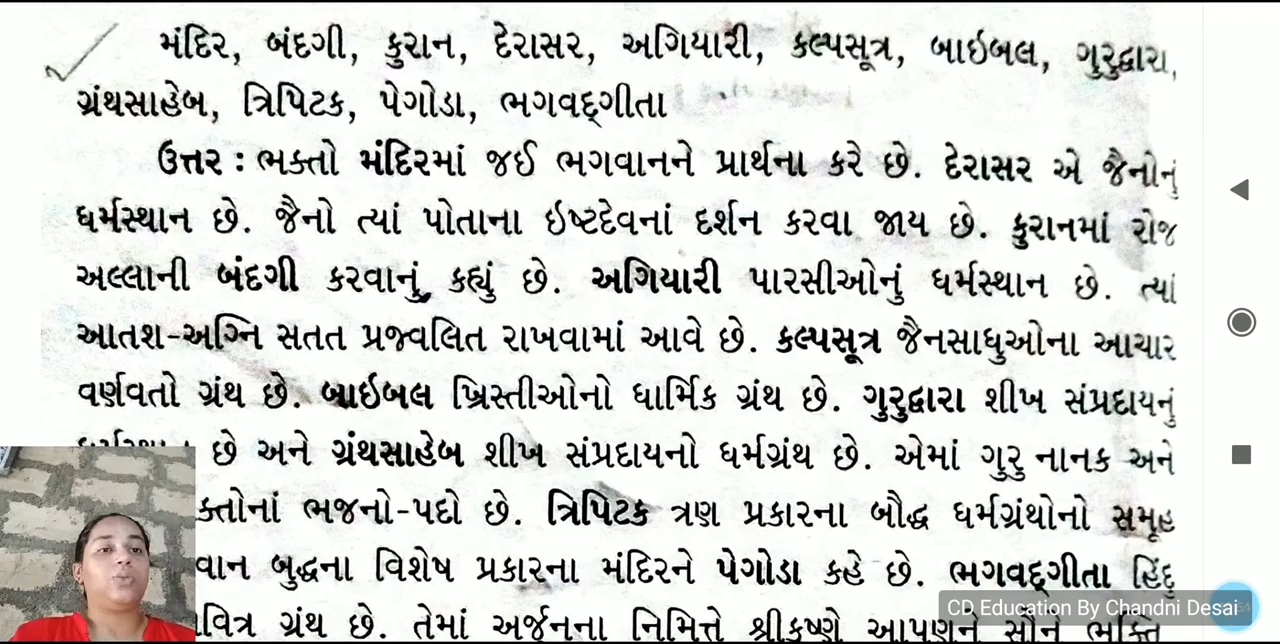 મંદિર, બંદગી, કુરાન, દેરાસર, અગિયારી, કલ્પસૂત્ર, બાઇબલ, ગુરુદ્વારા,
ગ્રંથસાહેબ, ત્રિપિટક, પેગોડા, ભગવદ્ગીતા
ઉત્તર : ભક્તો મંદિરમાં જઈ ભગવાનને પ્રાર્થના કરે છે. દેરાસર એ જૈનોનું
ધર્મસ્થાન છે. જૈનો ત્યાં પોતાના ઇષ્ટદેવનાં દર્શન કરવા જાય છે. કુરાનમાં રોજ
અલ્લાની બંદગી કરવાનું કહ્યું છે. અગિયારી પારસીઓનું ધર્મસ્થાન છે. ત્યાં
આતશ-અગ્નિ સતત પ્રજ્વલિત રાખવામાં આવે છે. કલ્પસૂત્ર જૈનસાધુઓના આચાર
વર્ણવતો ગ્રંથ છે. બાઇબલ ખ્રિસ્તીઓનો ધાર્મિક ગ્રંથ છે. ગુરુદ્વારા શીખ સંપ્રદાયનું
છે અને ગ્રંથસાહેબ શીખ સંપ્રદાયનો ધર્મગ્રંથ છે. એમાં ગુરુ નાનક અને
ક્તોનાં ભજનો-પદો છે. ત્રિપિટક ત્રણ પ્રકારના બૌદ્ધ ધર્મગ્રંથોનો સમૂહ
વાન બુદ્ધના વિશેષ પ્રકારના મંદિરને પેગોડા કહે છે. ભગવદ્ગીતા હિંદુ
CD Education By Chandni Desai
વિત્ર ગ્રંથ છે. તેમાં અર્જુનના નિમિત્તે શ્રીકૃષ્ણે આપણને સૌને ભક્તિ